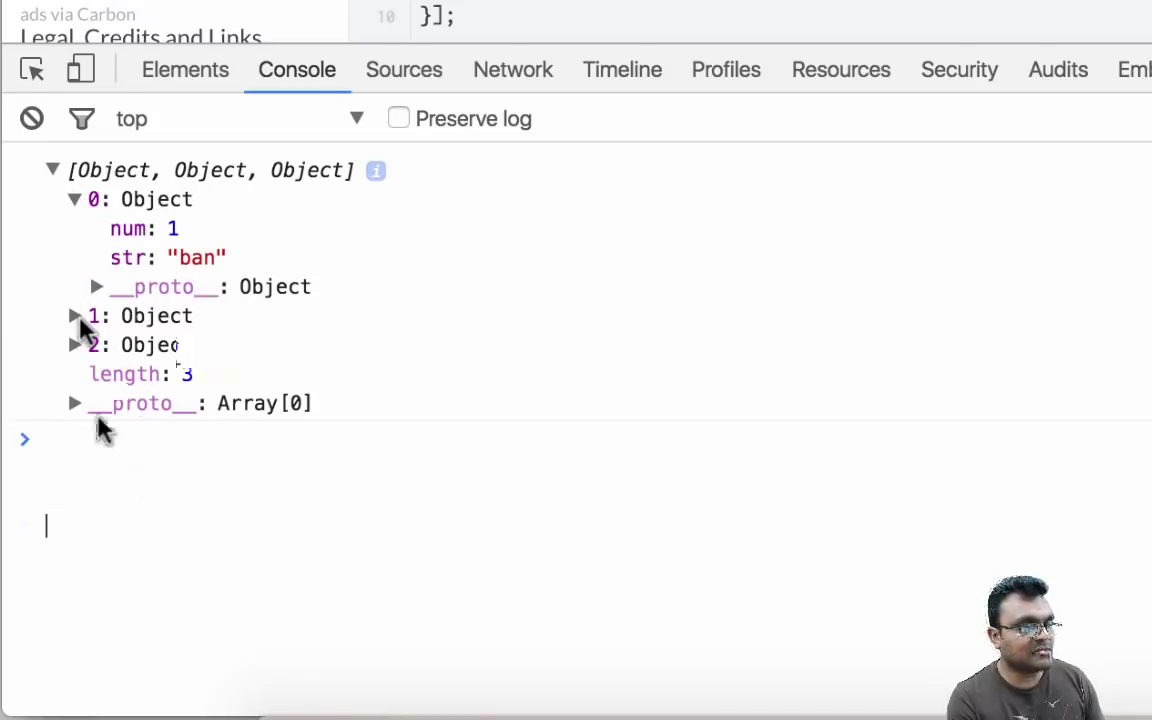 ads via Carbon
Legal, Credits and Links
10 }];
Elements Console Sources Network Timeline Profiles Resources Security Audits Emb
top Preserve log
[Object, Object, Object] i
0: Object
num: 1
str: "ban"
__proto__: Object
1: Object
2: Objec
length: 3
__proto__: Array[0]
>